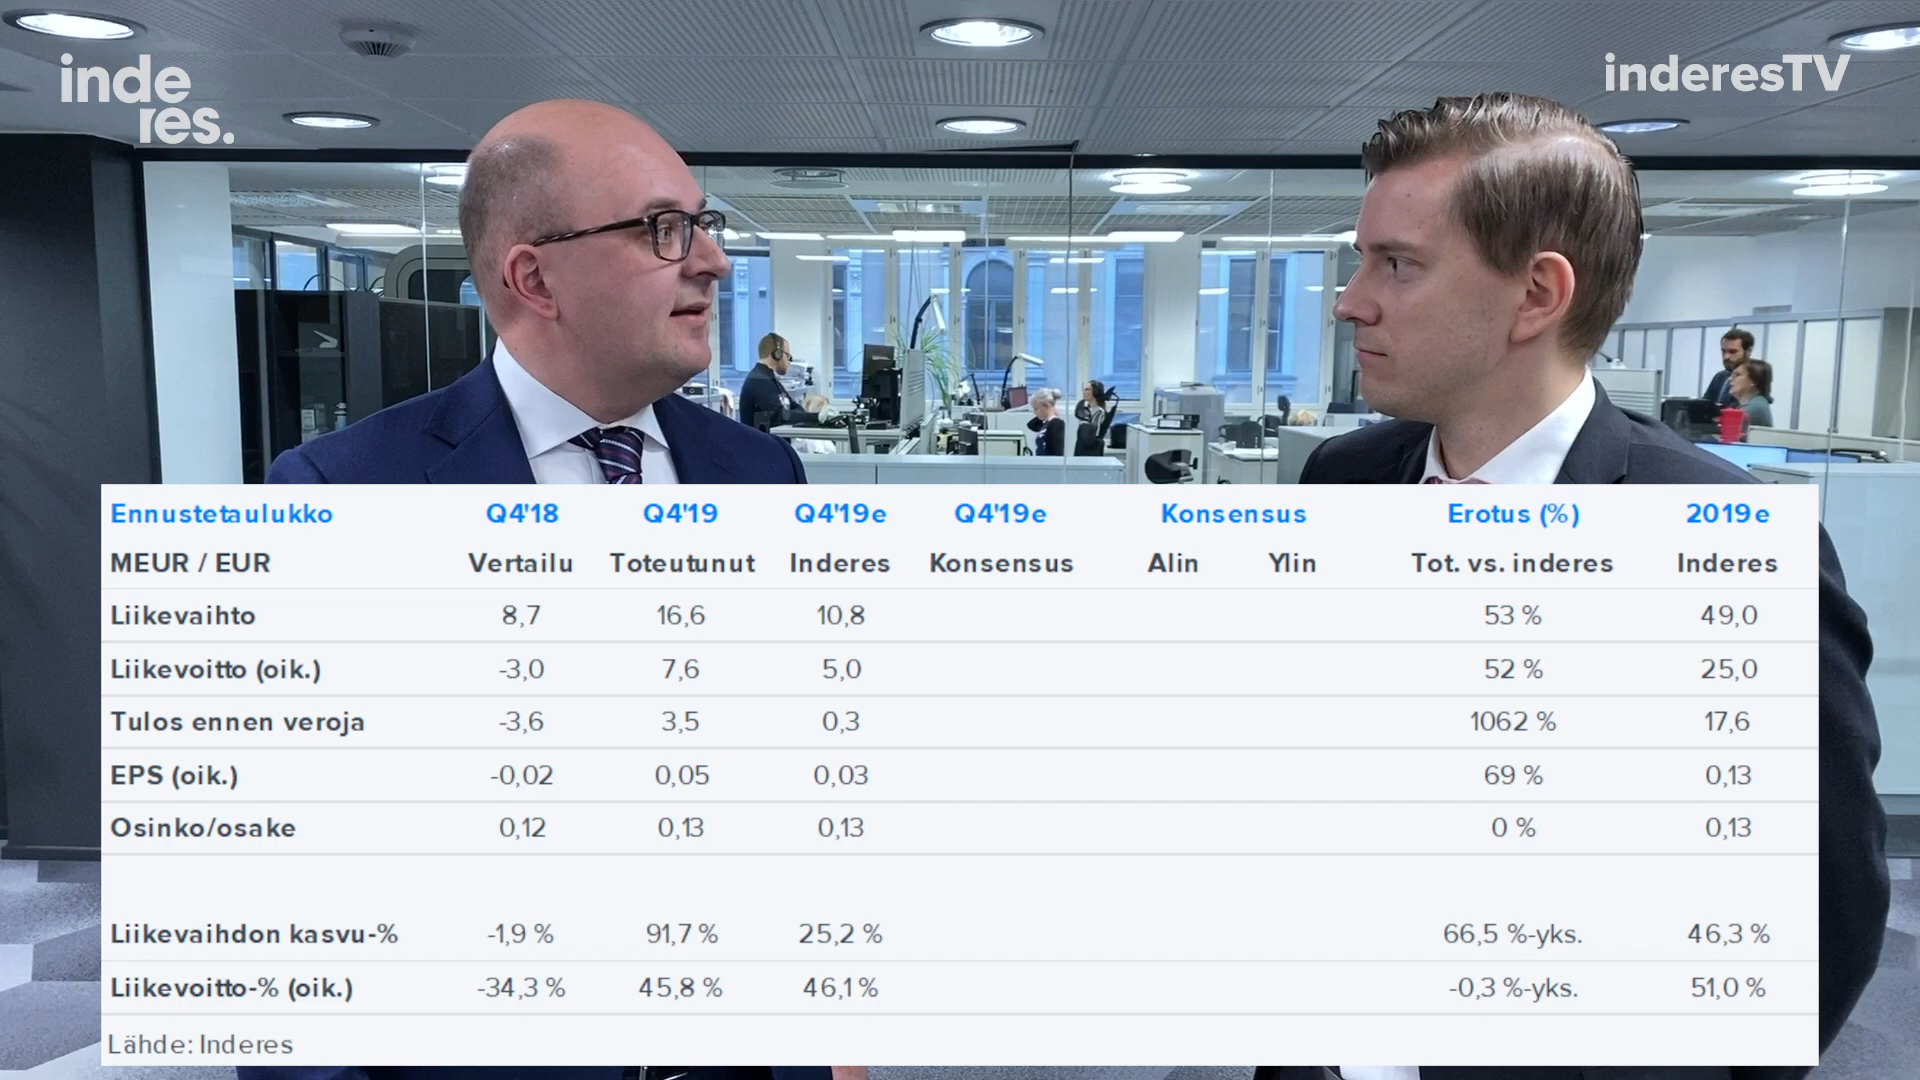 inde
res.
inderesTV
Ennustetaulukko Q4'18 Q4'19 Q4'19e Q4'19e Konsensus Erotus (%) 2019e
MEUR / EUR Vertailu Toteutunut Inderes Konsensus Alin Ylin Tot. vs. inderes Inderes
Liikevaihto 8,7 16,6 10,8 53 % 49,0
Liikevoitto (oik.) -3,0 7,6 5,0 52 % 25,0
Tulos ennen veroja -3,6 3,5 0,3 1062 % 17,6
EPS (oik.) -0,02 0,05 0,03 69 % 0,13
Osinko/osake 0,12 0,13 0,13 0 % 0,13
Liikevaihdon kasvu-% -1,9 % 91,7 % 25,2 % 66,5 %-yks. 46,3 %
Liikevoitto-% (oik.) -34,3 % 45,8 % 46,1 % -0,3 %-yks. 51,0 %
Lähde: Inderes